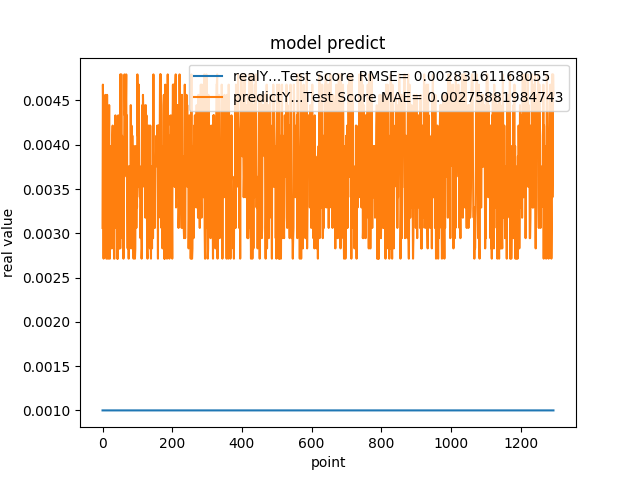 model predict
realY...Test Score RMSE= 0.00283161168055
predictY...Test Score MAE= 0.00275881984743
0.0045
0.0040
0.0035
0.0030
0.0025
0.0020
0.0015
0.0010
real value
0 200 400 600 800 1000 1200
point